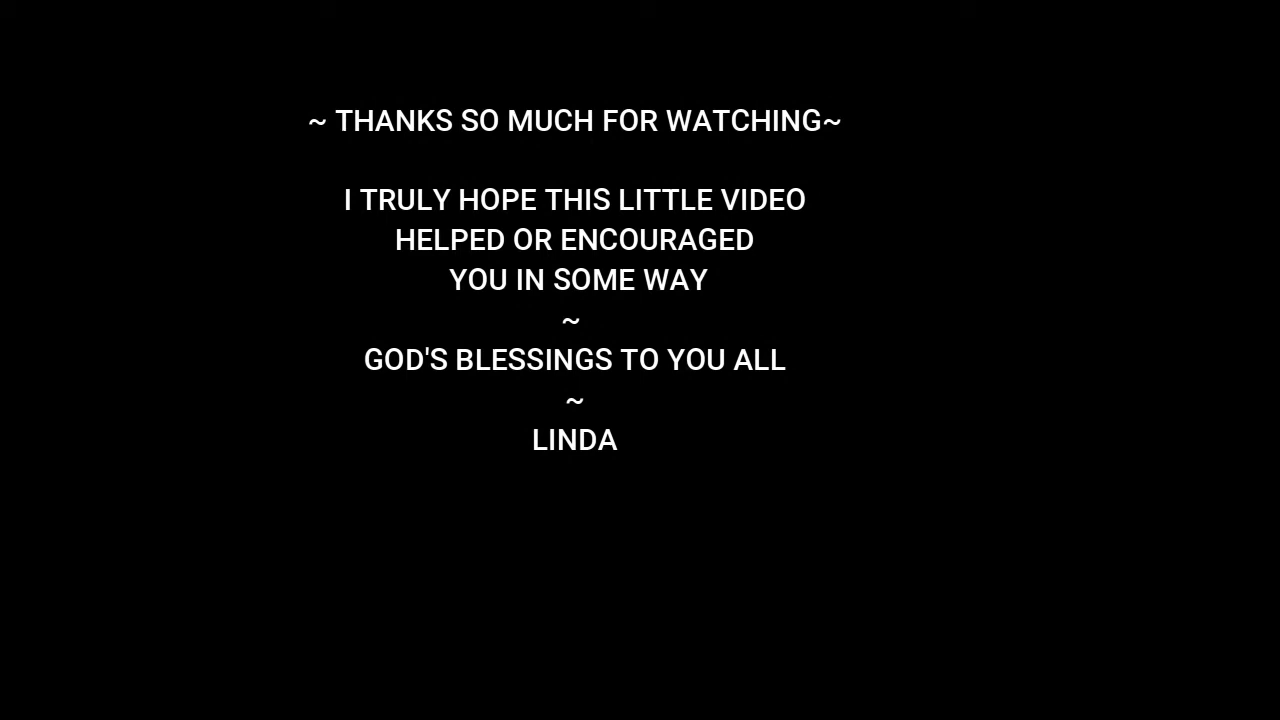 ~ THANKS SO MUCH FOR WATCHING~
I TRULY HOPE THIS LITTLE VIDEO
HELPED OR ENCOURAGED
YOU IN SOME WAY
~
GOD'S BLESSINGS TO YOU ALL
~
LINDA